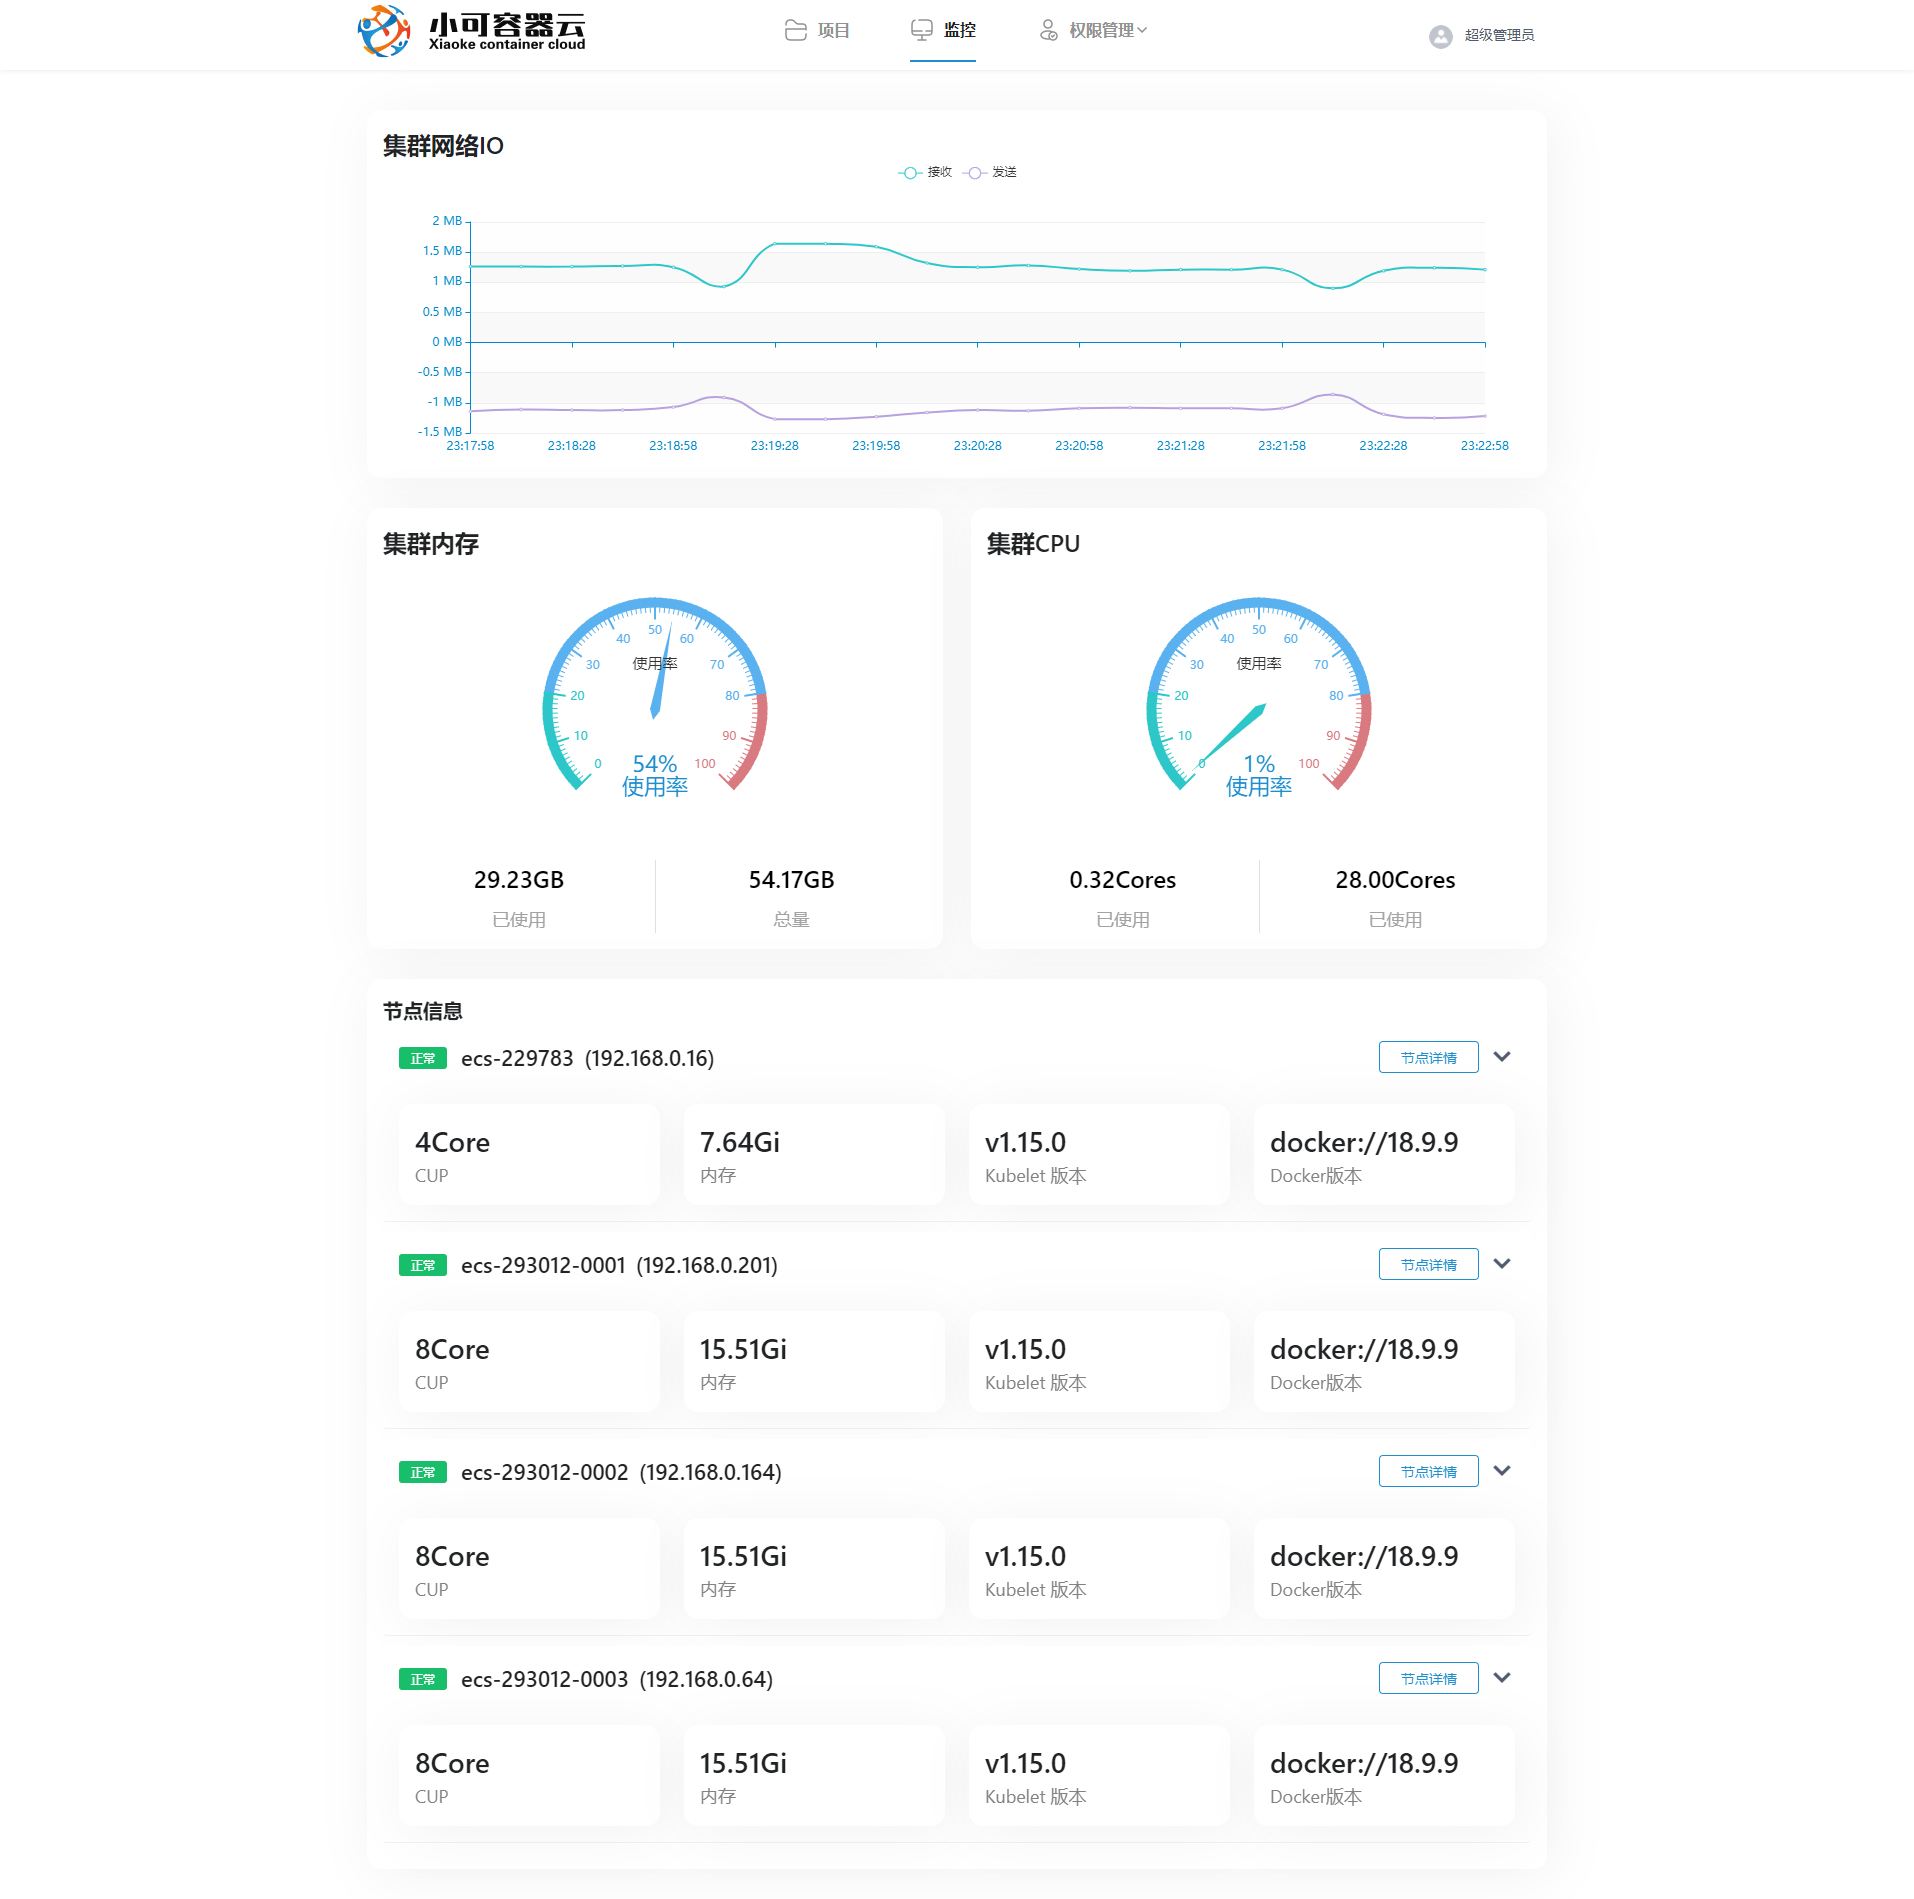 小可容器云
Xiaoke container cloud
项目
监控
权限管理
超级管理员
集群网络IO
接收 发送
2 MB
1.5 MB
1 MB
0.5 MB
0 MB
-0.5 MB
-1 MB
-1.5 MB
23:17:58 23:18:28 23:18:58 23:19:28 23:19:58 23:20:28 23:20:58 23:21:28 23:21:58 23:22:28 23:22:58
集群内存
0 10 20 30 40 50 60 70 80 90 100
使用率
54%
使用率
29.23GB
已使用
54.17GB
总量
集群CPU
0 10 20 30 40 50 60 70 80 90 100
使用率
1%
使用率
0.32Cores
已使用
28.00Cores
已使用
节点信息
正常 ecs-229783 (192.168.0.16) 节点详情
4Core
CUP
7.64Gi
内存
v1.15.0
Kubelet 版本
docker://18.9.9
Docker版本
正常 ecs-293012-0001 (192.168.0.201) 节点详情
8Core
CUP
15.51Gi
内存
v1.15.0
Kubelet 版本
docker://18.9.9
Docker版本
正常 ecs-293012-0002 (192.168.0.164) 节点详情
8Core
CUP
15.51Gi
内存
v1.15.0
Kubelet 版本
docker://18.9.9
Docker版本
正常 ecs-293012-0003 (192.168.0.64) 节点详情
8Core
CUP
15.51Gi
内存
v1.15.0
Kubelet 版本
docker://18.9.9
Docker版本